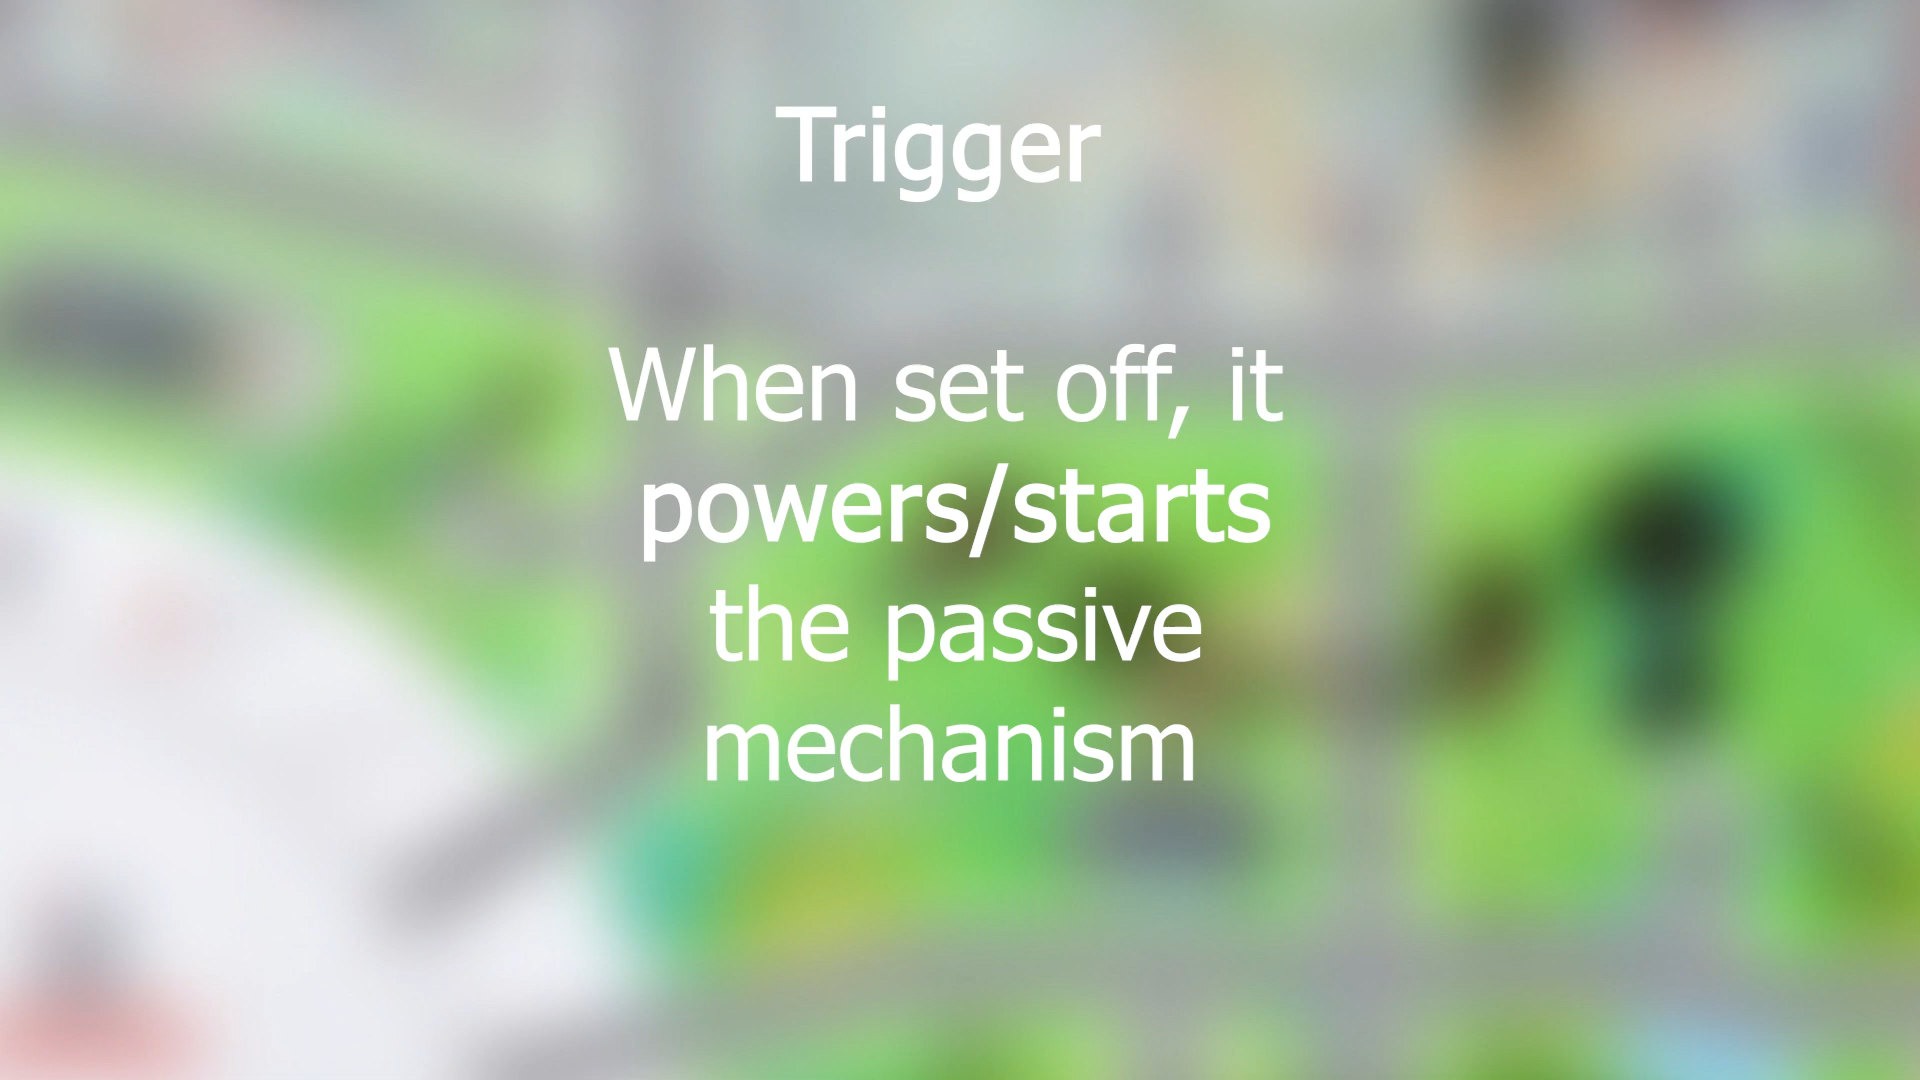 Trigger
When set off, it
powers/starts
the passive
mechanism